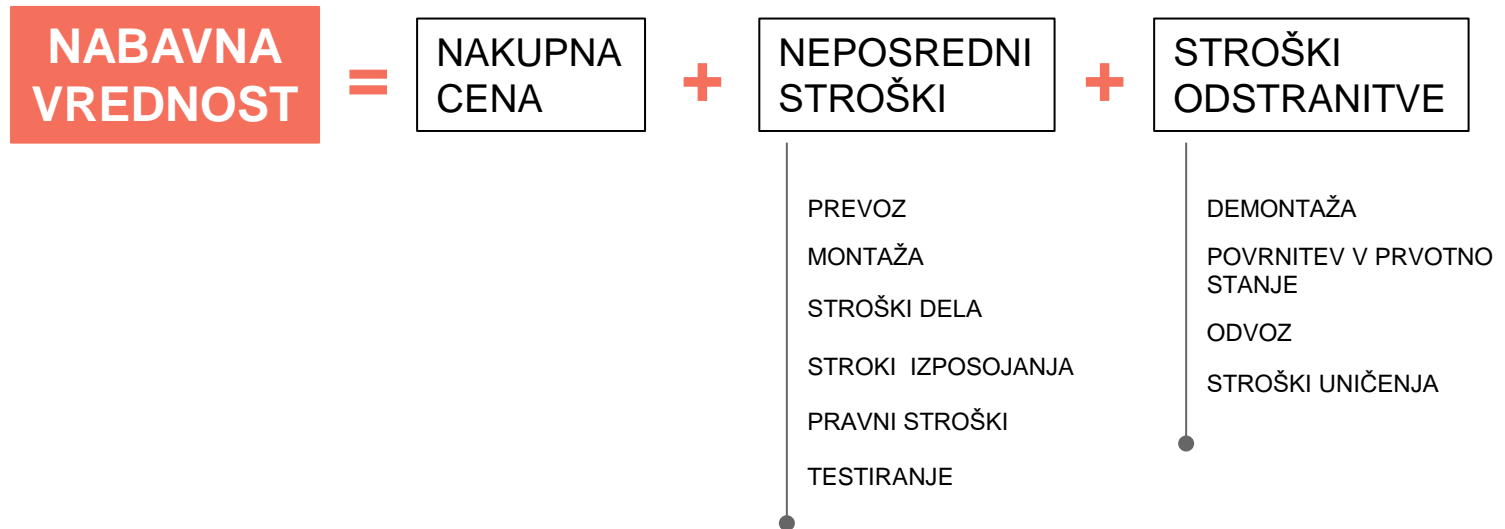 NABAVNA
VREDNOST
=
NAKUPNA
CENA
+
NEPOSREDNI
STROŠKI
+
STROŠKI
ODSTRANITVE
PREVOZ
MONTAŽA
STROŠKI DELA
STROKI  IZPOSOJANJA
PRAVNI STROŠKI
TESTIRANJE
DEMONTAŽA
POVRNITEV V PRVOTNO
STANJE
ODVOZ
STROŠKI UNIČENJA